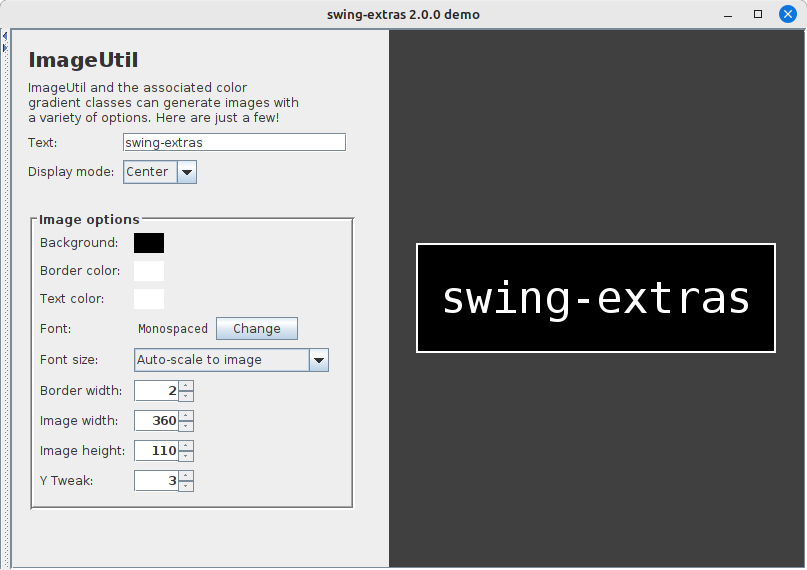 swing-extras 2.0.0 demo
ImageUtil
ImageUtil and the associated color
gradient classes can generate images with
a variety of options. Here are just a few!
Text: swing-extras
Display mode: Center
Image options
Background:
Border color:
Text color:
Font: Monospaced Change
Font size: Auto-scale to image
Border width: 2
Image width: 360
Image height: 110
Y Tweak: 3
swing-extras